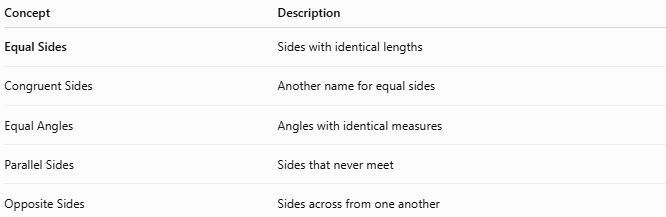 Concept Description
Equal Sides Sides with identical lengths
Congruent Sides Another name for equal sides
Equal Angles Angles with identical measures
Parallel Sides Sides that never meet
Opposite Sides Sides across from one another